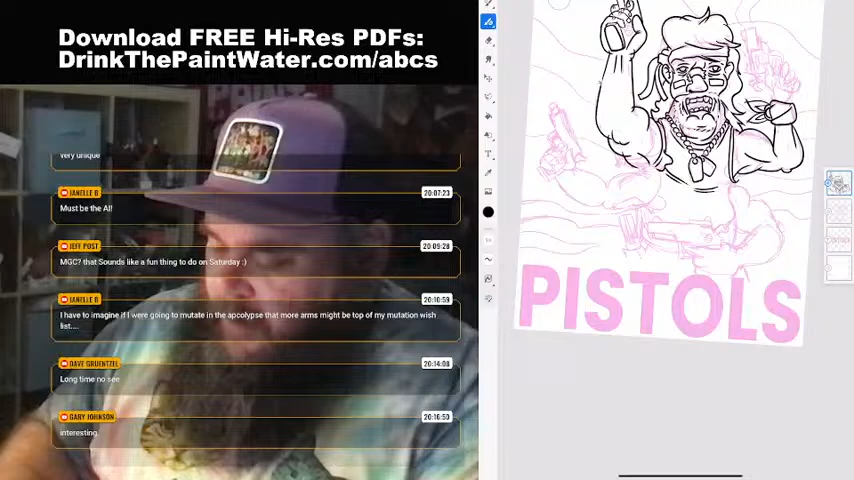 Download FREE Hi-Res PDFs:
DrinkThePaintWater.com/abcs
very unique
JANELLE B
20:07:23
Must be the AI!
JEFF POST
20:09:28
MGC? that Sounds like a fun thing to do on Saturday :)
JANELLE B
20:10:59
I have to imagine if I were going to mutate in the apcolypse that more arms might be top of my mutation wish
list....
DAVE GRUENTZEL
20:14:08
Long time no see
GARY JOHNSON
20:16:50
interesting.
PISTOLS